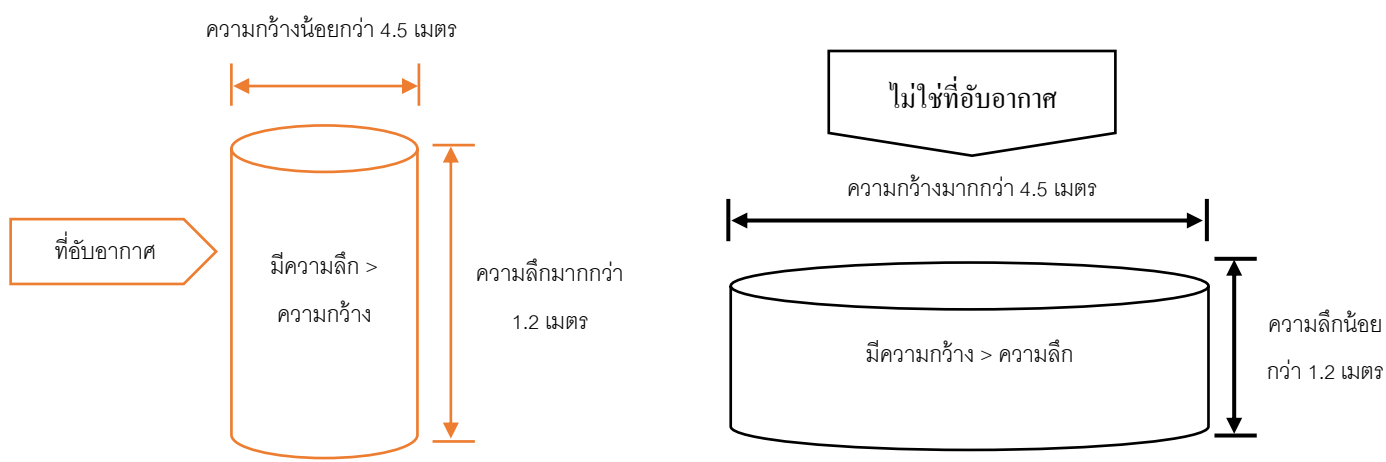 ความกว้างน้อยกว่า 4.5 เมตร
ที่อับอากาศ
มีความลึก >
ความกว้าง
ความลึกมากกว่า
1.2 เมตร
ไม่ใช่ที่อับอากาศ
ความกว้างมากกว่า 4.5 เมตร
มีความกว้าง > ความลึก
ความลึกน้อย
กว่า 1.2 เมตร